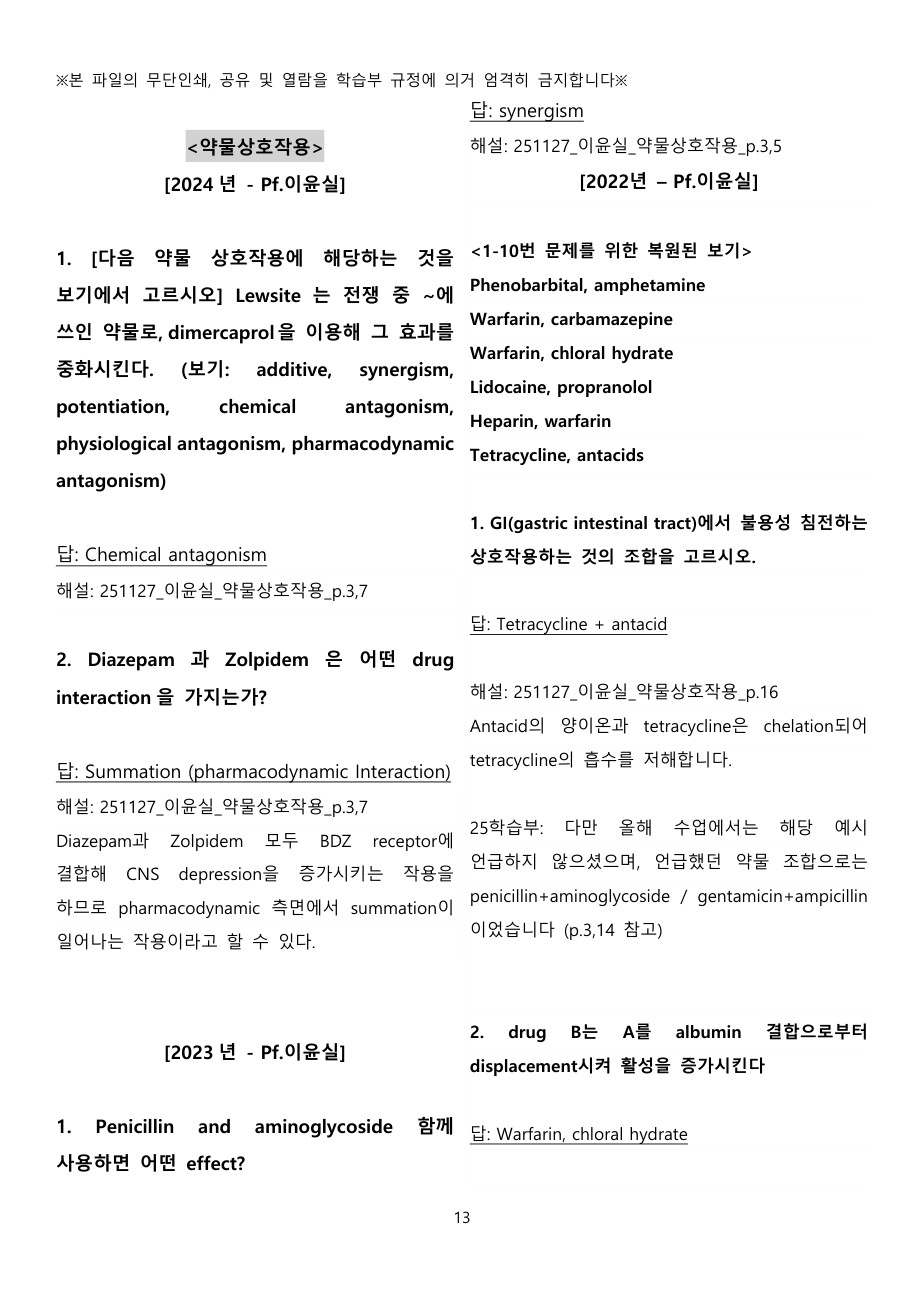 ※본 파일의 무단인쇄, 공유 및 열람을 학습부 규정에 의거 엄격히 금지합니다※
<약물상호작용>
[2024 년 - Pf.이윤실]
1. [다음 약물 상호작용에 해당하는 것을
보기에서 고르시오] Lewsite 는 전쟁 중 ~에
쓰인 약물로, dimercaprol 을 이용해 그 효과를
중화시킨다. (보기: additive, synergism,
potentiation, chemical antagonism,
physiological antagonism, pharmacodynamic
antagonism)
답: Chemical antagonism
해설: 251127_이윤실_약물상호작용_p.3,7
2. Diazepam 과 Zolpidem 은 어떤 drug
interaction 을 가지는가?
답: Summation (pharmacodynamic Interaction)
해설: 251127_이윤실_약물상호작용_p.3,7
Diazepam과 Zolpidem 모두 BDZ receptor에
결합해 CNS depression을 증가시키는 작용을
하므로 pharmacodynamic 측면에서 summation이
일어나는 작용이라고 할 수 있다.
[2023 년 - Pf.이윤실]
1. Penicillin and aminoglycoside 함께
사용하면 어떤 effect?
답: synergism
해설: 251127_이윤실_약물상호작용_p.3,5
[2022년 – Pf.이윤실]
<1-10번 문제를 위한 복원된 보기>
Phenobarbital, amphetamine
Warfarin, carbamazepine
Warfarin, chloral hydrate
Lidocaine, propranolol
Heparin, warfarin
Tetracycline, antacids
1. GI(gastric intestinal tract)에서 불용성 침전하는
상호작용하는 것의 조합을 고르시오.
답: Tetracycline + antacid
해설: 251127_이윤실_약물상호작용_p.16
Antacid의 양이온과 tetracycline은 chelation되어
tetracycline의 흡수를 저해합니다.
25학습부: 다만 올해 수업에서는 해당 예시
언급하지 않으셨으며, 언급했던 약물 조합으로는
penicillin+aminoglycoside / gentamicin+ampicillin
이었습니다 (p.3,14 참고)
2. drug B는 A를 albumin 결합으로부터
displacement시켜 활성을 증가시킨다
답: Warfarin, chloral hydrate
13